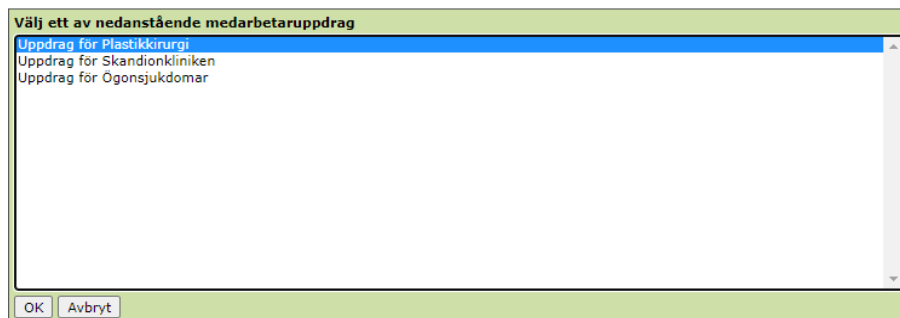 Välj ett av nedanstående medarbetaruppdrag
Uppdrag för Plastikkirurgi
Uppdrag för Skandionkliniken
Uppdrag för Ögonsjukdomar
OK Avbryt